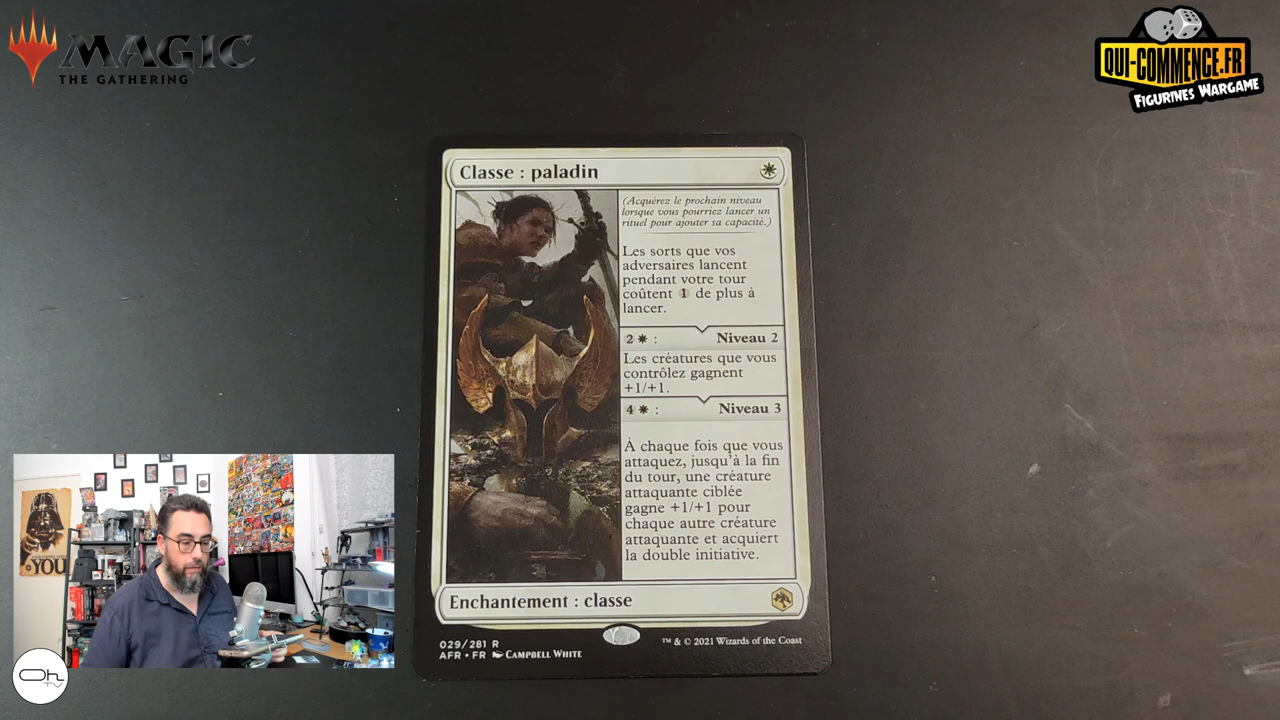 MAGIC
THE GATHERING
QUI-COMMENCE.FR
FIGURINES WARGAME
Classe : paladin
(Acquérez le prochain niveau
lorsque vous pourriez lancer un
rituel pour ajouter sa capacité.)
Les sorts que vos
adversaires lancent
pendant votre tour
coûtent 1 de plus à
lancer.
2 : Niveau 2
Les créatures que vous
contrôlez gagnent
+1/+1.
4 : Niveau 3
À chaque fois que vous
attaquez, jusqu'à la fin
du tour, une créature
attaquante ciblée
gagne +1/+1 pour
chaque autre créature
attaquante et acquiert
la double initiative.
Enchantement : classe
029/281 R
AFR • FR CAMPBELL WHITE
™ & © 2021 Wizards of the Coast
YOU
Oh
TV